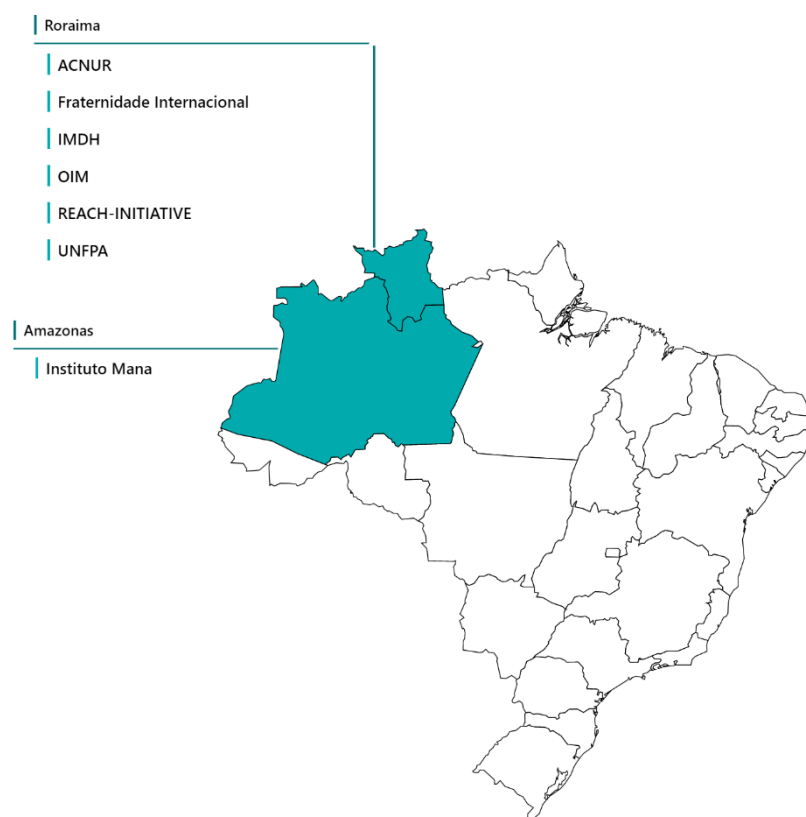 Roraima
ACNUR
Fraternidade Internacional
IMDH
OIM
REACH-INITIATIVE
UNFPA
Amazonas
Instituto Mana